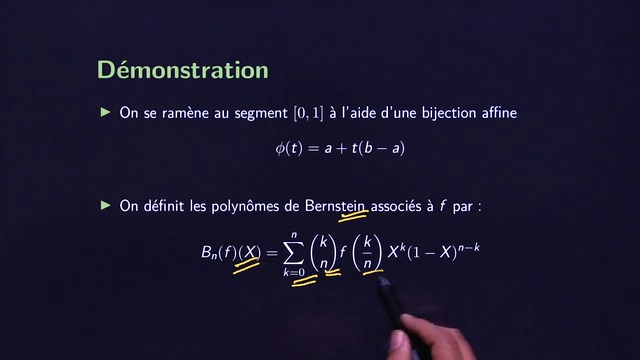 Démonstration
▶ On se ramène au segment [0, 1] à l'aide d'une bijection affine
ϕ(t) = a + t(b − a)
▶ On définit les polynômes de Bernstein associés à f par :
B_n(f)(X) = \sum_{k=0}^{n} \binom{k}{n} f\left(\frac{k}{n}\right) X^k(1 − X)^{n−k}